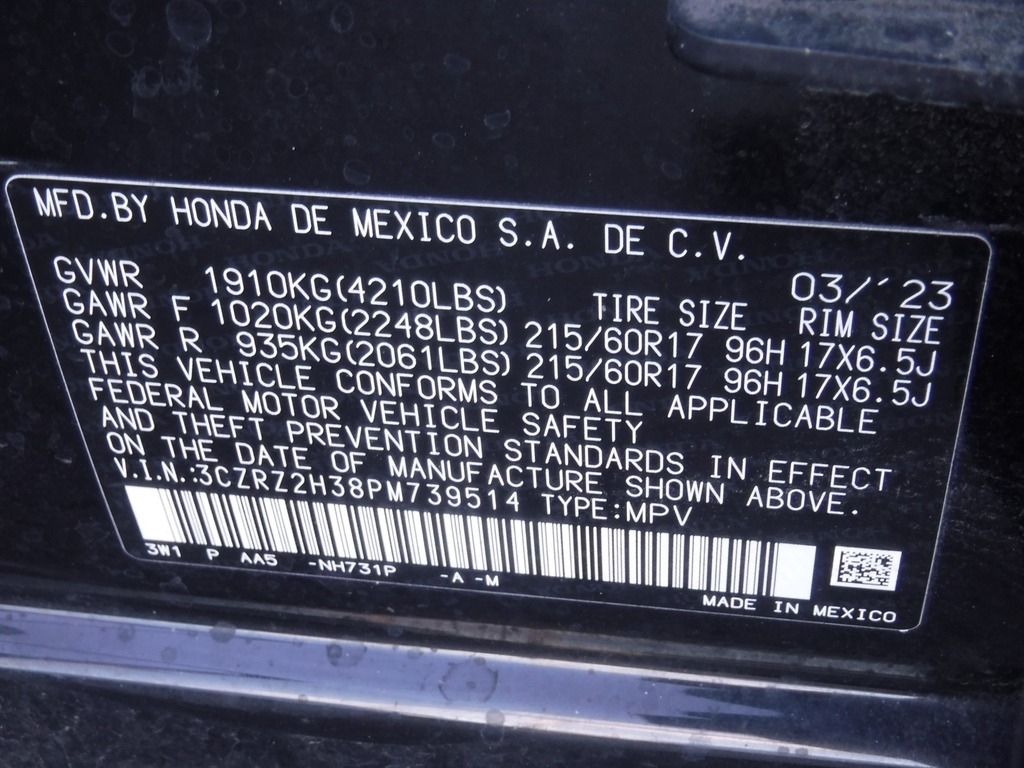 MFD.BY HONDA DE MEXICO S.A. DE C.V.
03/´23
GVWR 1910KG(4210LBS) TIRE SIZE RIM SIZE
GAWR F 1020KG(2248LBS) 215/60R17 96H 17X6.5J
GAWR R 935KG(2061LBS) 215/60R17 96H 17X6.5J
THIS VEHICLE CONFORMS TO ALL APPLICABLE
FEDERAL MOTOR VEHICLE SAFETY
AND THEFT PREVENTION STANDARDS IN EFFECT
ON THE DATE OF MANUFACTURE SHOWN ABOVE.
V.I.N.:3CZRZ2H38PM739514 TYPE:MPV
3W1 P AA5 -NH731P -A -M
MADE IN MEXICO